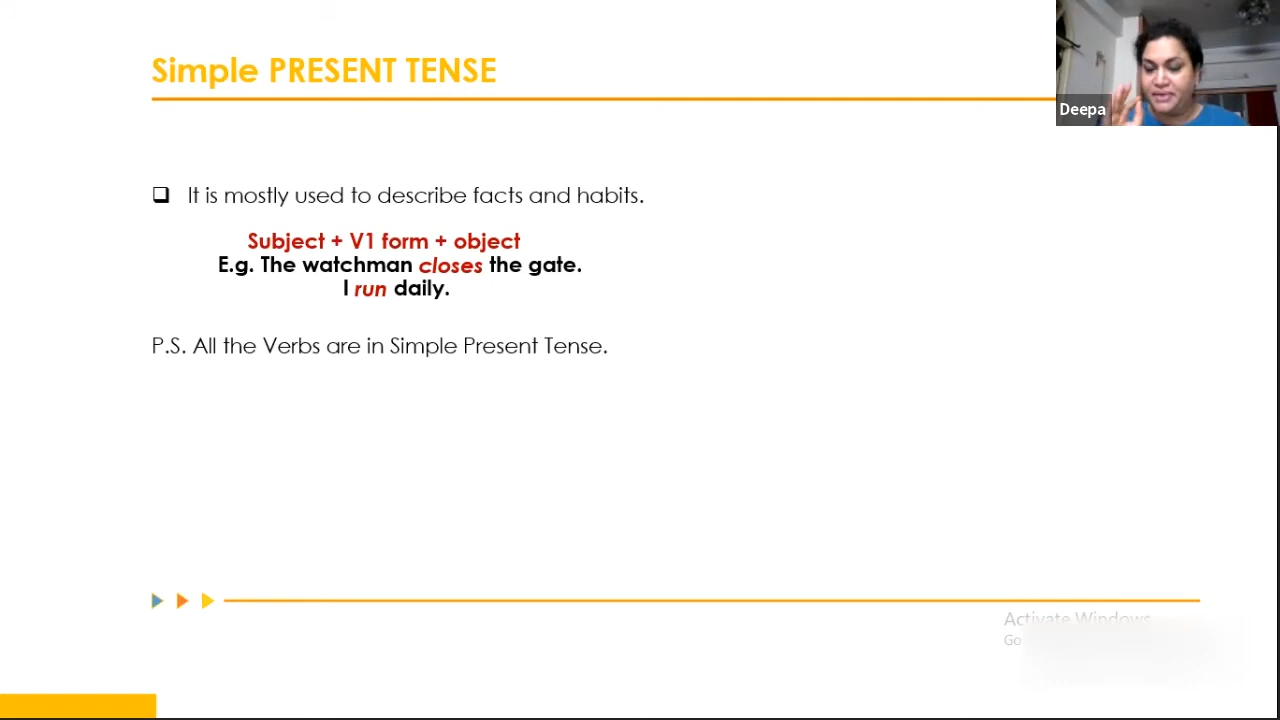 Simple PRESENT TENSE
Deepa
It is mostly used to describe facts and habits.
Subject + V1 form + object
E.g. The watchman closes the gate.
I run daily.
P.S. All the Verbs are in Simple Present Tense.
Activate Windows
Go